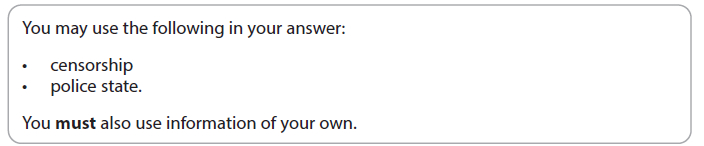 You may use the following in your answer:
• censorship
• police state.
You must also use information of your own.